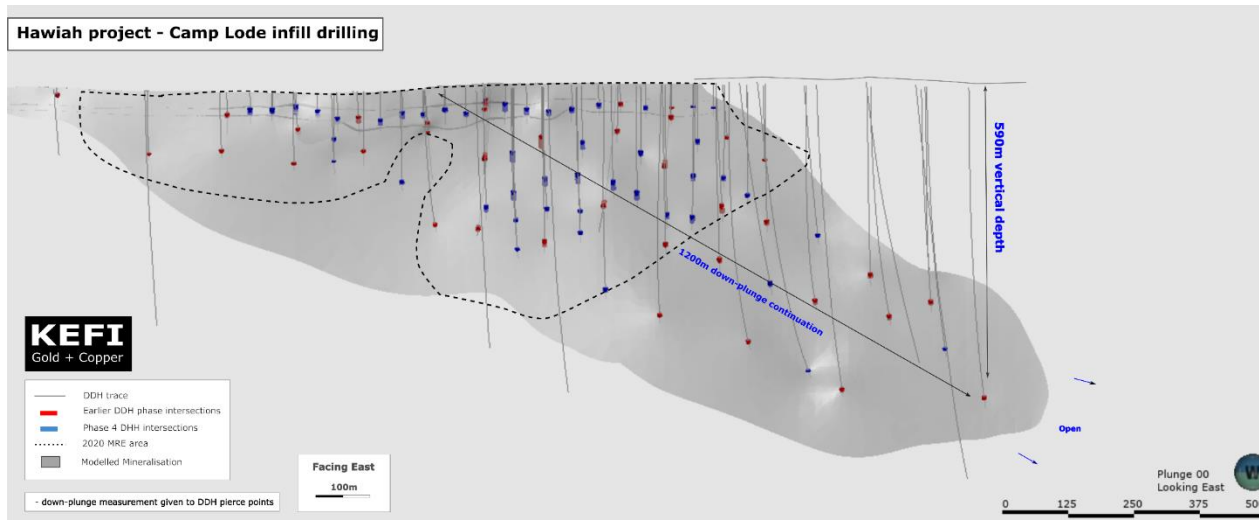 Hawiah project - Camp Lode infill drilling
590m vertical depth
1200m down-plunge continuation
KEFI
Gold + Copper
DDH trace
Earlier DDH phase intersections
Phase 4 DHH intersections
2020 MRE area
Modelled Mineralisation
- down-plunge measurement given to DDH pierce points
Facing East
100m
Open
Plunge 00
Looking East
W
0 125 250 375 500